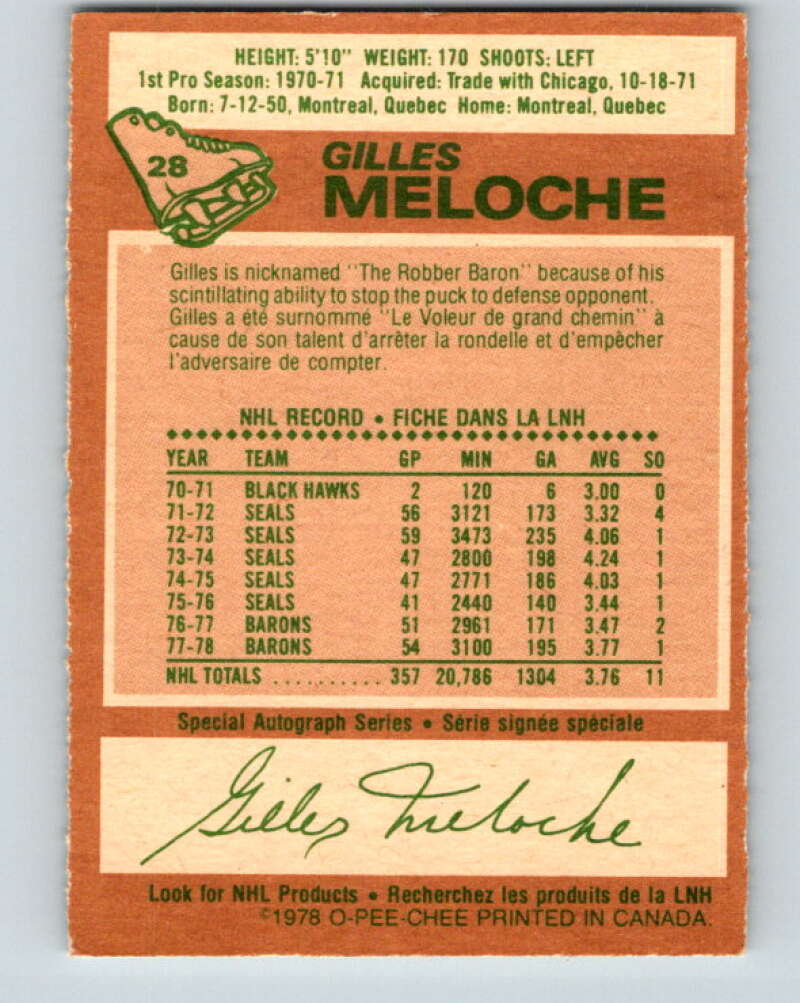 HEIGHT: 5'10" WEIGHT: 170 SHOOTS: LEFT
1st Pro Season: 1970-71 Acquired: Trade with Chicago, 10-18-71
Born: 7-12-50, Montreal, Quebec Home: Montreal, Quebec
28
GILLES
MELOCHE
Gilles is nicknamed "The Robber Baron" because of his
scintillating ability to stop the puck to defense opponent.
Gilles a été surnommé "Le Voleur de grand chemin" à
cause de son talent d'arrêter la rondelle et d'empêcher
l'adversaire de compter.
NHL RECORD • FICHE DANS LA LNH
YEAR TEAM GP MIN GA AVG SO
70-71 BLACK HAWKS 2 120 6 3.00 0
71-72 SEALS 56 3121 173 3.32 4
72-73 SEALS 59 3473 235 4.06 1
73-74 SEALS 47 2800 198 4.24 1
74-75 SEALS 47 2771 186 4.03 1
75-76 SEALS 41 2440 140 3.44 1
76-77 BARONS 51 2961 171 3.47 2
77-78 BARONS 54 3100 195 3.77 1
NHL TOTALS .......... 357 20,786 1304 3.76 11
Special Autograph Series • Série signée spéciale
Gilles Meloche
Look for NHL Products • Recherchez les produits de la LNH
©1978 O-PEE-CHEE PRINTED IN CANADA.